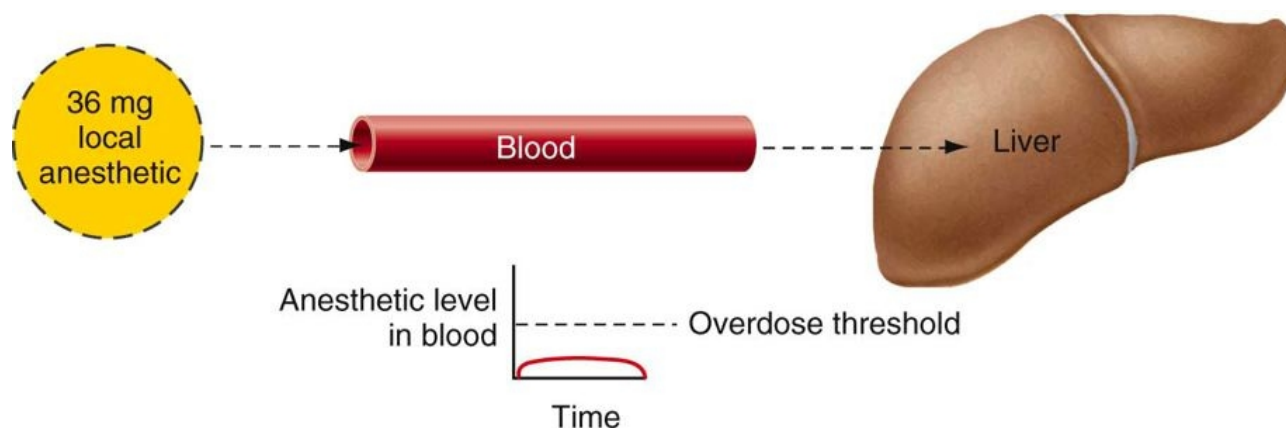 36 mg
local
anesthetic
Blood
Liver
Anesthetic level
in blood
Overdose threshold
Time